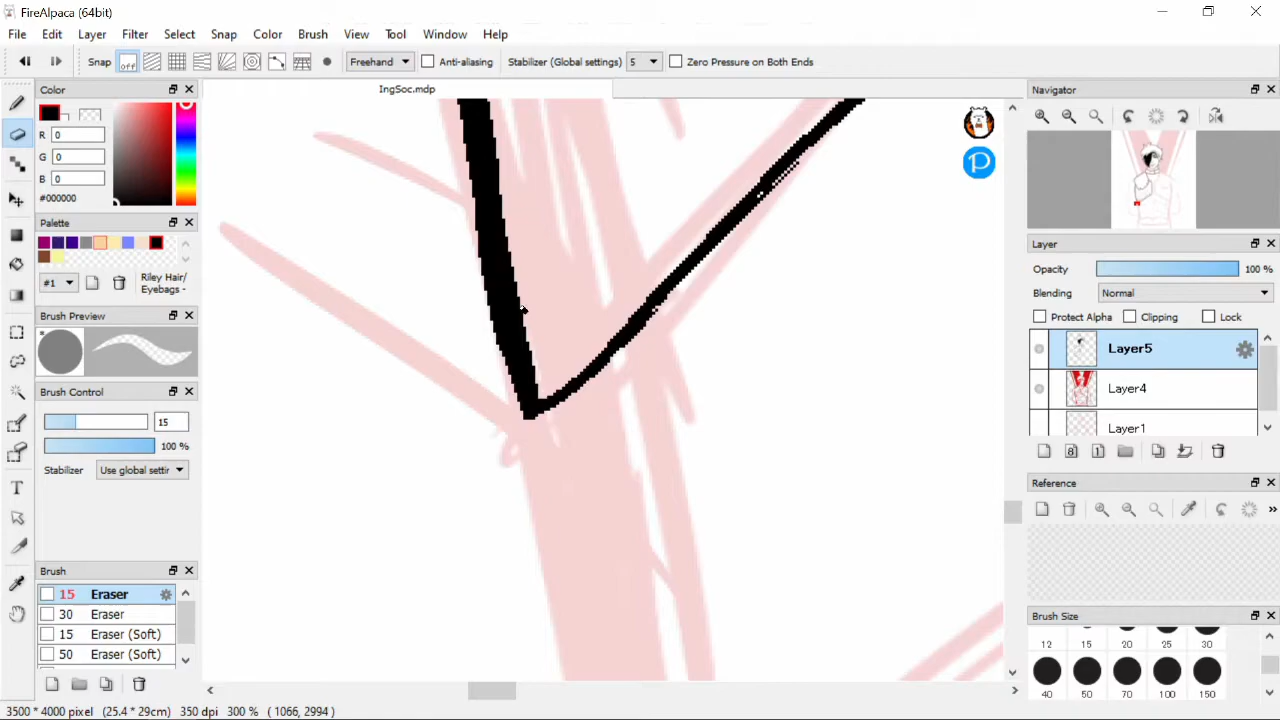 FireAlpaca (64bit)
File Edit Layer Filter Select Snap Color Brush View Tool Window Help
Snap off Freehand Anti-aliasing Stabilizer (Global settings) 5 Zero Pressure on Both Ends
Color
R 0
G 0
B 0
#000000
Palette
#1 Riley Hair/
Eyebags -
Brush Preview
Brush Control
15
100 %
Stabilizer Use global settir
Brush
15 Eraser
30 Eraser
15 Eraser (Soft)
50 Eraser (Soft)
IngSoc.mdp
P
Navigator
Layer
Opacity 100 %
Blending Normal
Protect Alpha Clipping Lock
Layer5
Layer4
Layer1
8 1
Reference
»
Brush Size
12 15 20 25 30
40 50 70 100 150
T
3500 * 4000 pixel (25.4 * 29cm) 350 dpi 300 % ( 1066, 2994 )